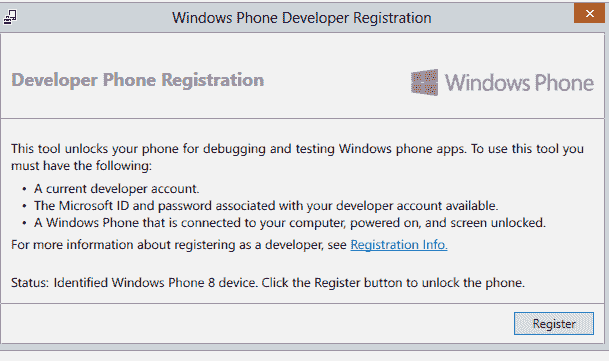 Windows Phone Developer Registration
Developer Phone Registration
Windows Phone
This tool unlocks your phone for debugging and testing Windows phone apps. To use this tool you
must have the following:
• A current developer account.
• The Microsoft ID and password associated with your developer account available.
• A Windows Phone that is connected to your computer, powered on, and screen unlocked.
For more information about registering as a developer, see Registration Info.
Status: Identified Windows Phone 8 device. Click the Register button to unlock the phone.
Register